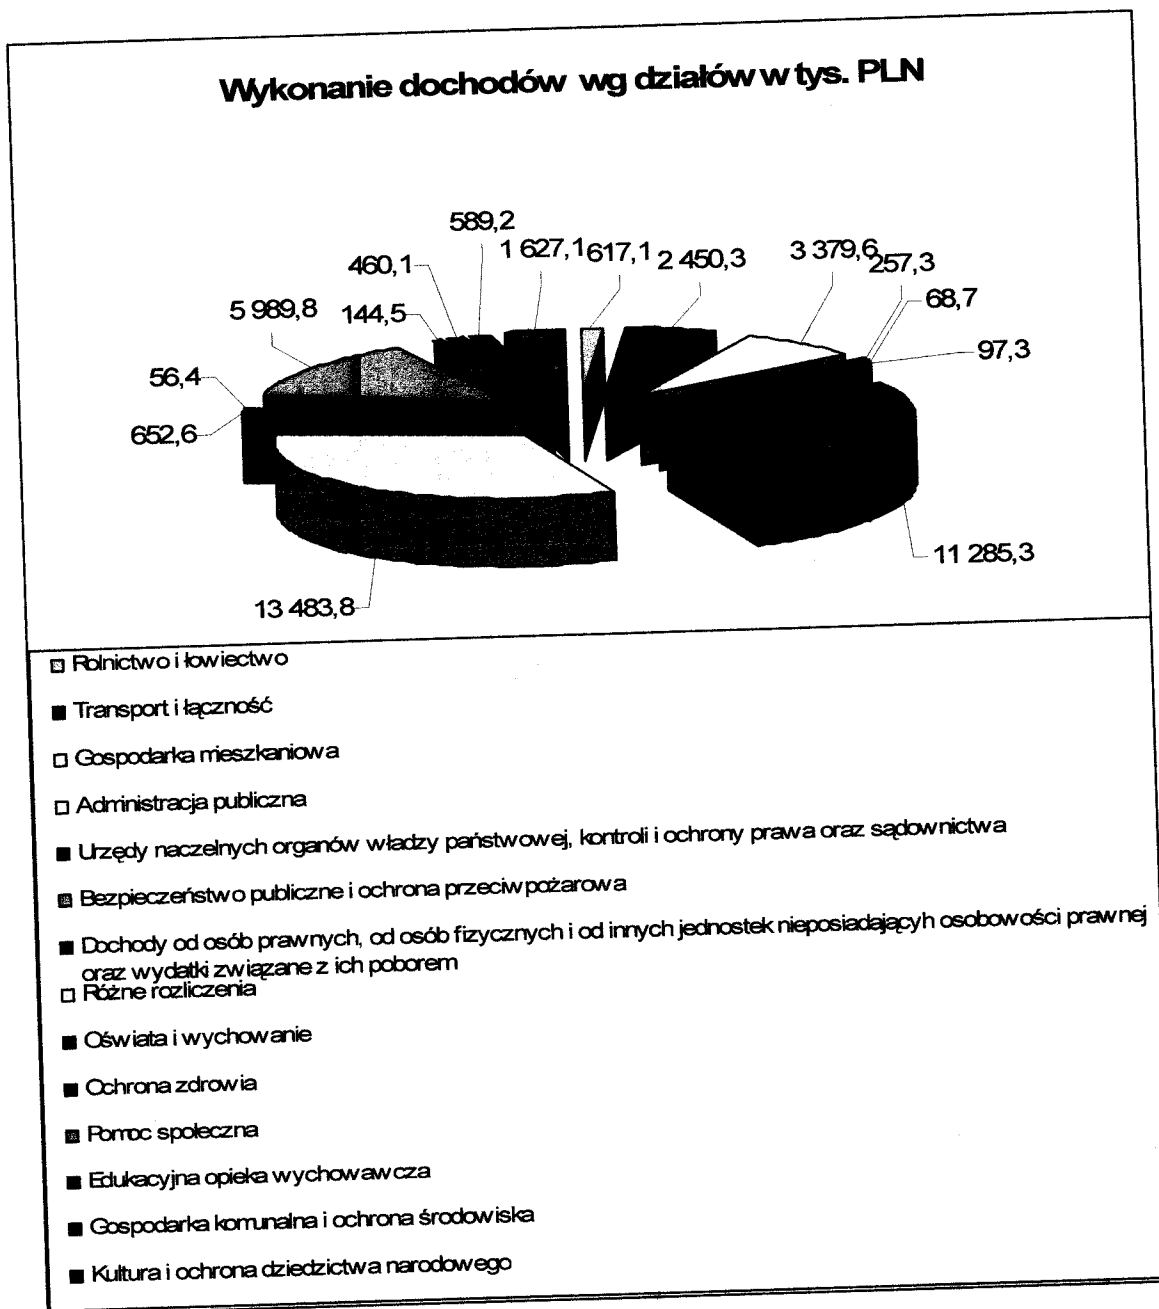 Wykonanie dochodów wg działów w tys. PLN
589,2
1 627,1
617,1
2 450,3
3 379,6
257,3
460,1
68,7
5 989,8
144,5
97,3
56,4
652,6
11 285,3
13 483,8
Rolnictwo i łowiectwo
Transport i łączność
Gospodarka mieszkaniowa
Administracja publiczna
Urzędy naczelnych organów władzy państwowej, kontroli i ochrony prawa oraz sądownictwa
Bezpieczeństwo publiczne i ochrona przeciwpożarowa
Dochody od osób prawnych, od osób fizycznych i od innych jednostek nieposiadającyh osobowości prawnej
oraz wydatki związane z ich poborem
Różne rozliczenia
Oświata i wychowanie
Ochrona zdrowia
Pomoc społeczna
Edukacyjna opieka wychowawcza
Gospodarka komunalna i ochrona środowiska
Kultura i ochrona dziedzictwa narodowego